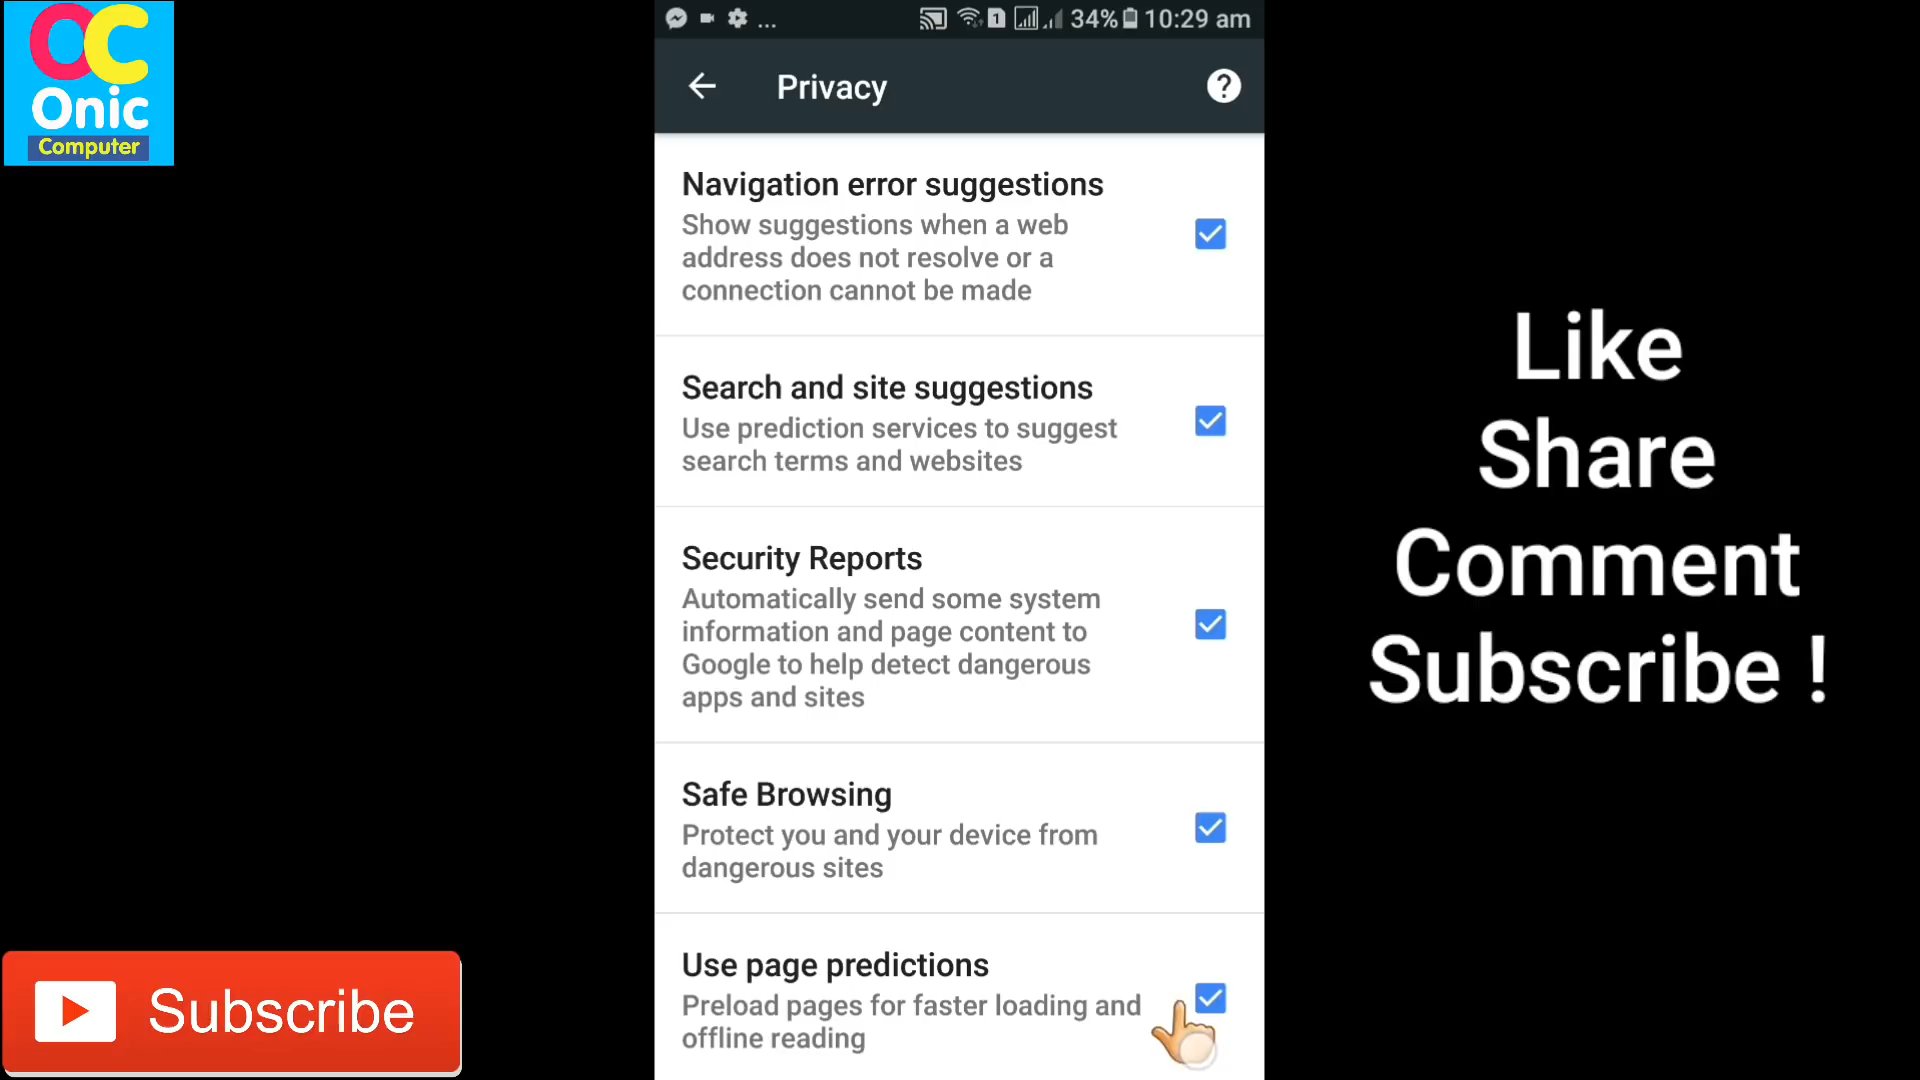 OC
Onic
Computer
... 1 34% 10:29 am
Privacy
?
Navigation error suggestions
Show suggestions when a web
address does not resolve or a
connection cannot be made
Search and site suggestions
Use prediction services to suggest
search terms and websites
Security Reports
Automatically send some system
information and page content to
Google to help detect dangerous
apps and sites
Safe Browsing
Protect you and your device from
dangerous sites
Use page predictions
Preload pages for faster loading and
offline reading
Like
Share
Comment
Subscribe !
Subscribe